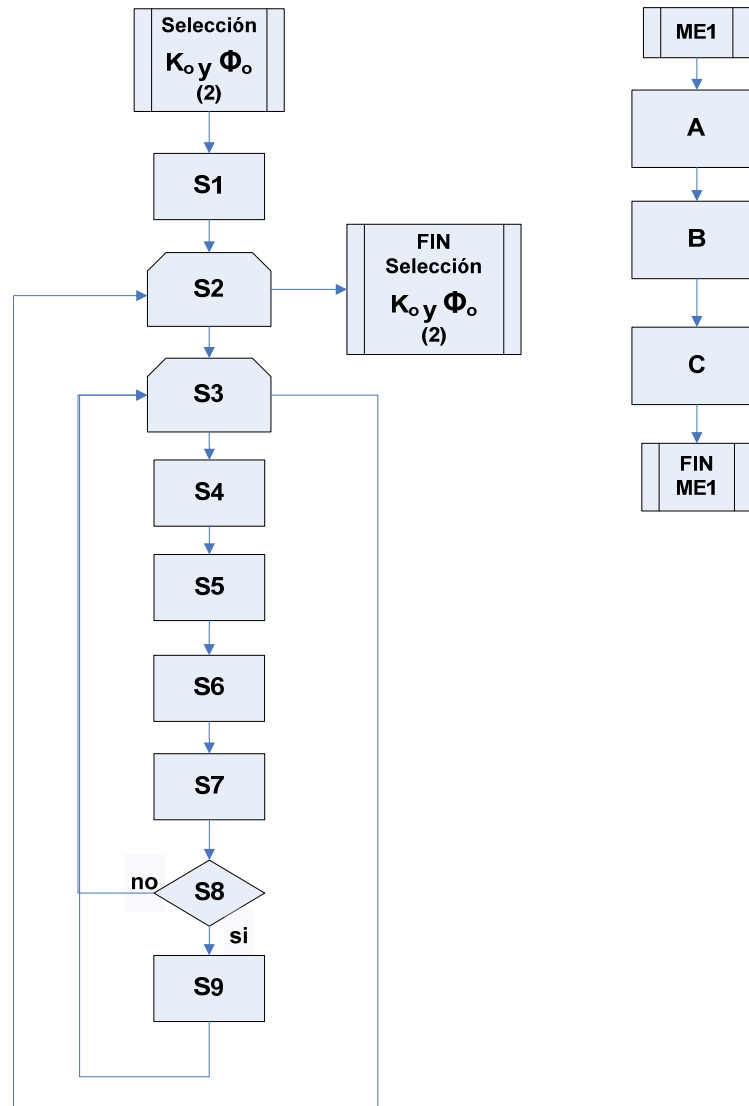 Selección
Kₒ y Φₒ
(2)
S1
S2
FIN
Selección
Kₒ y Φₒ
(2)
S3
S4
S5
S6
S7
S8
no
si
S9
ME1
A
B
C
FIN
ME1